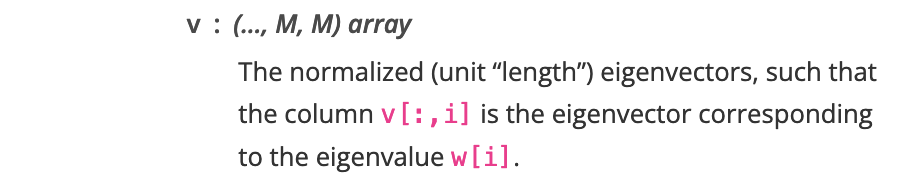 v : (..., M, M) array
The normalized (unit “length”) eigenvectors, such that
the column v[:,i] is the eigenvector corresponding
to the eigenvalue w[i].